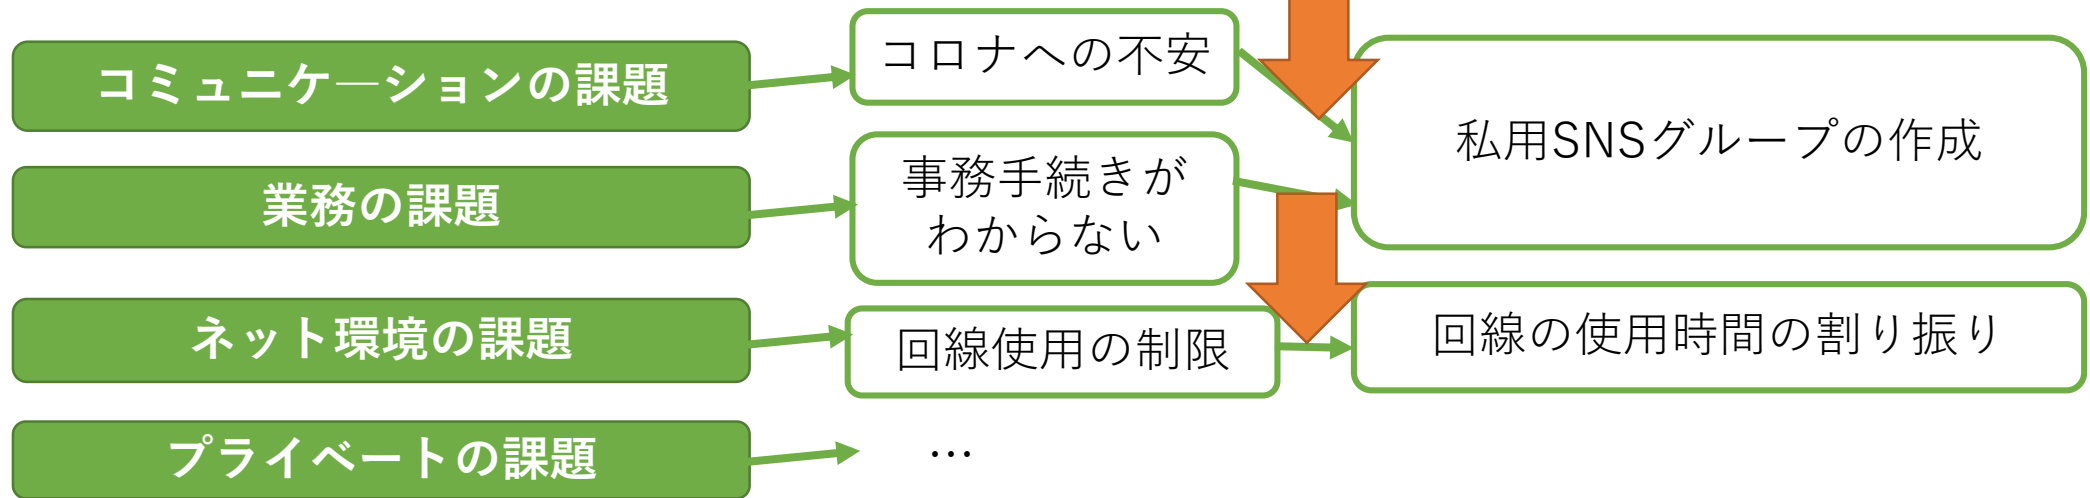 コミュニケ―ションの課題
コロナへの不安
私用SNSグループの作成
業務の課題
事務手続きが
わからない
ネット環境の課題
回線使用の制限
回線の使用時間の割り振り
プライベートの課題
…